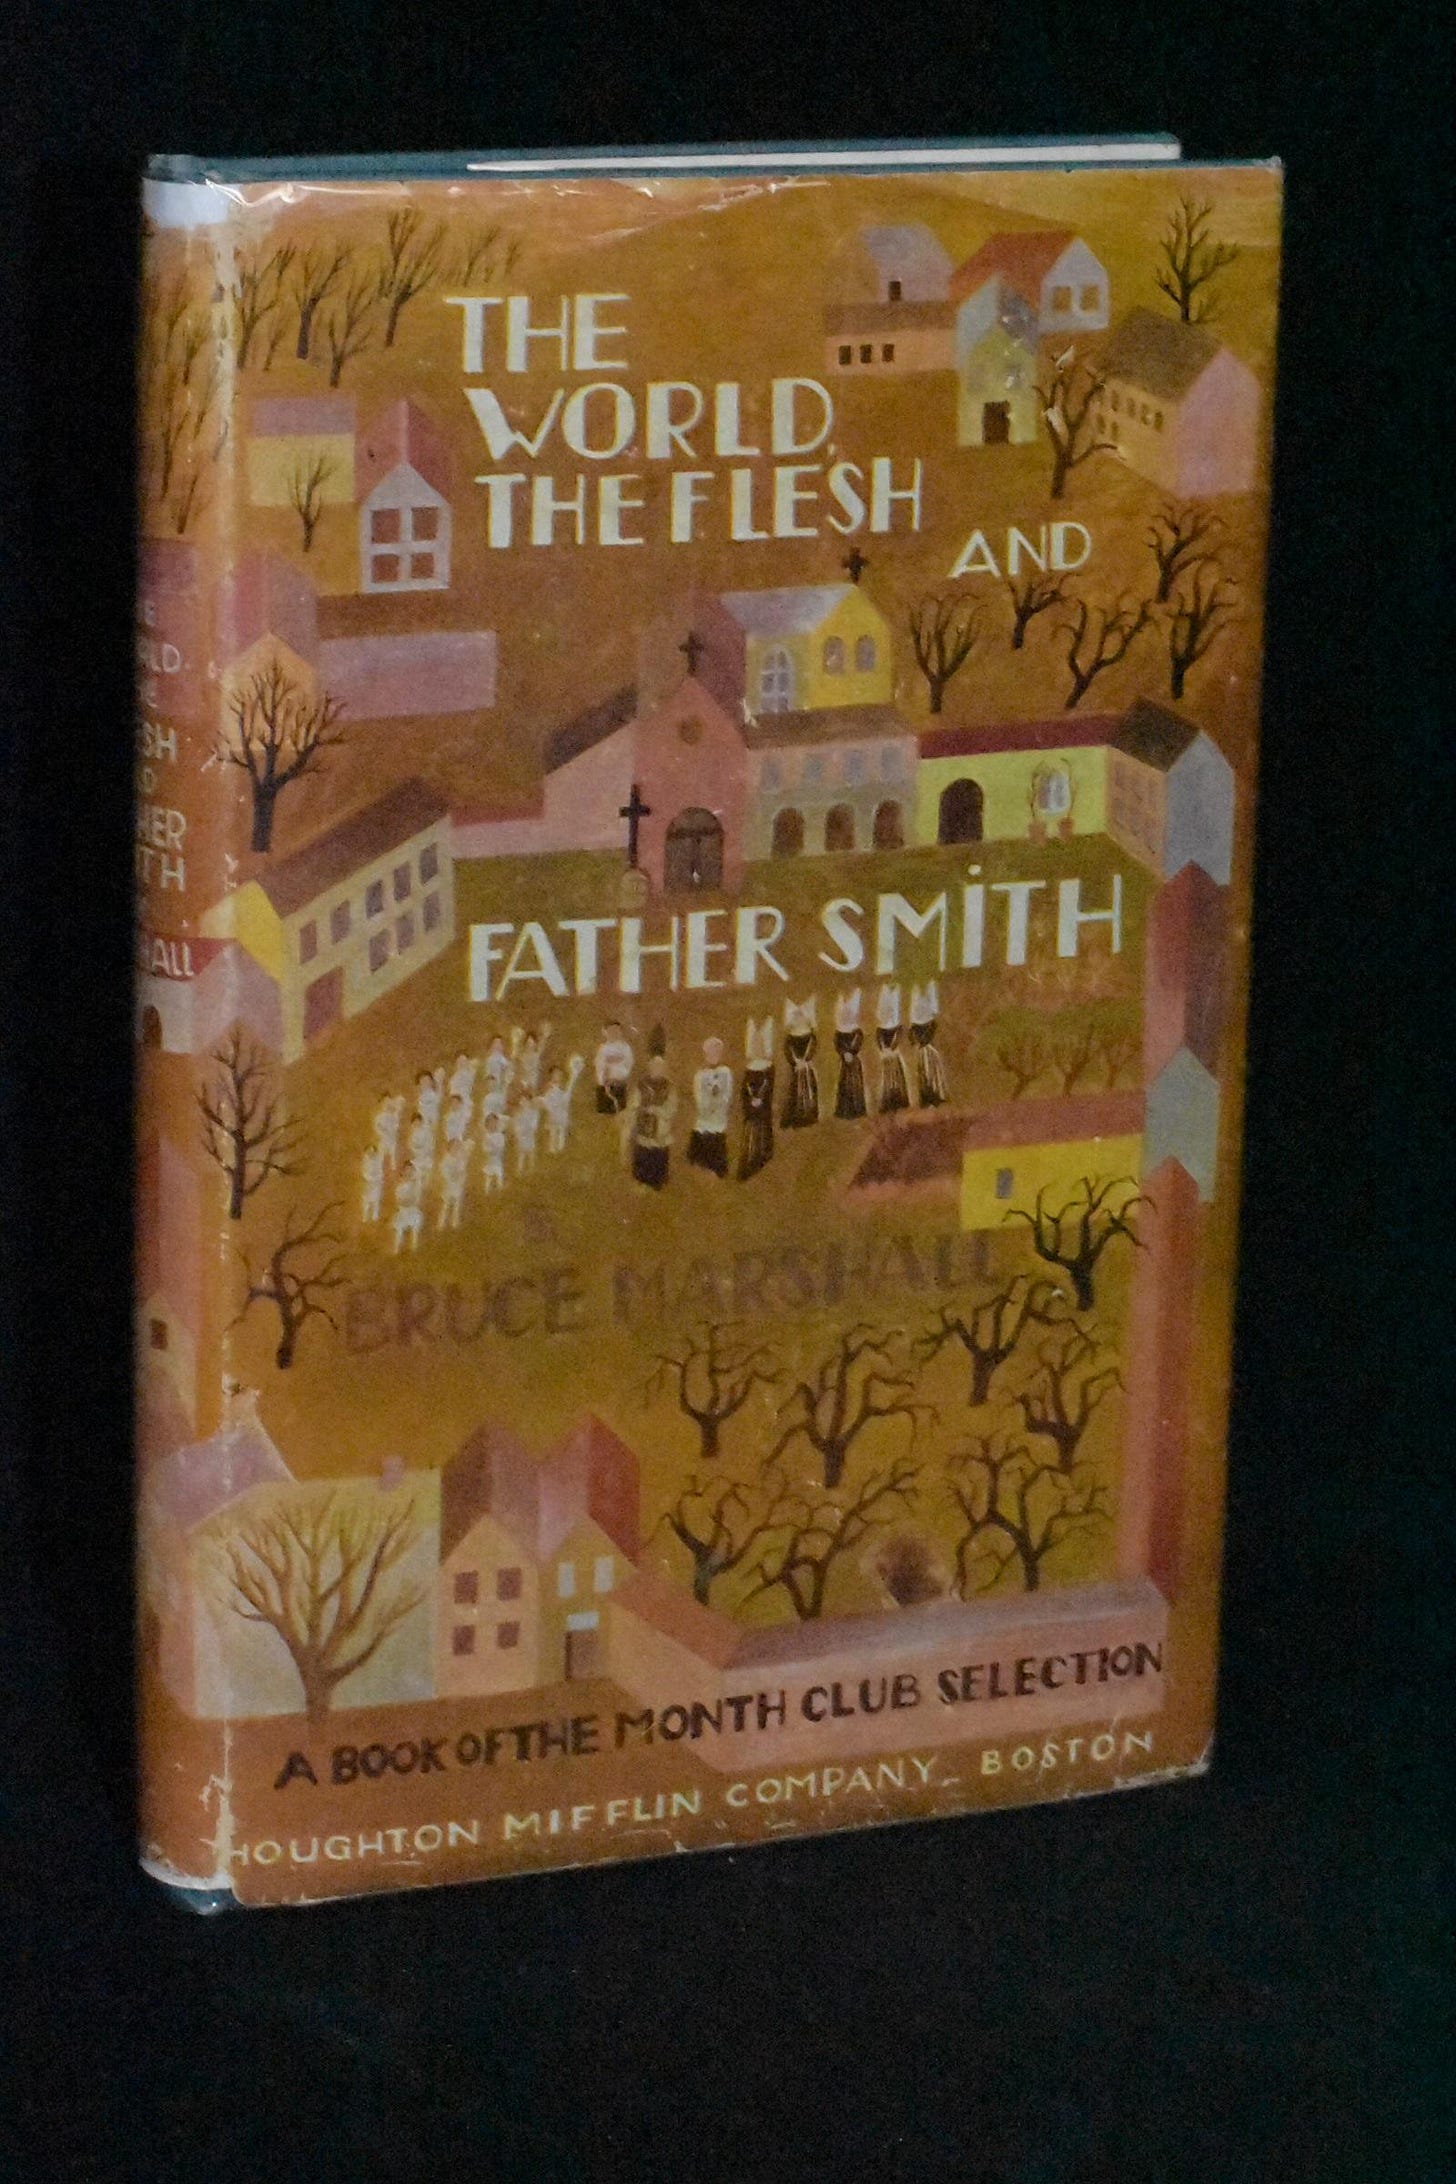 THE
WORLD,
THE FLESH
AND
FATHER SMITH
BRUCE MARSHALL
A BOOK OF THE MONTH CLUB SELECTION
HOUGHTON MIFFLIN COMPANY, BOSTON